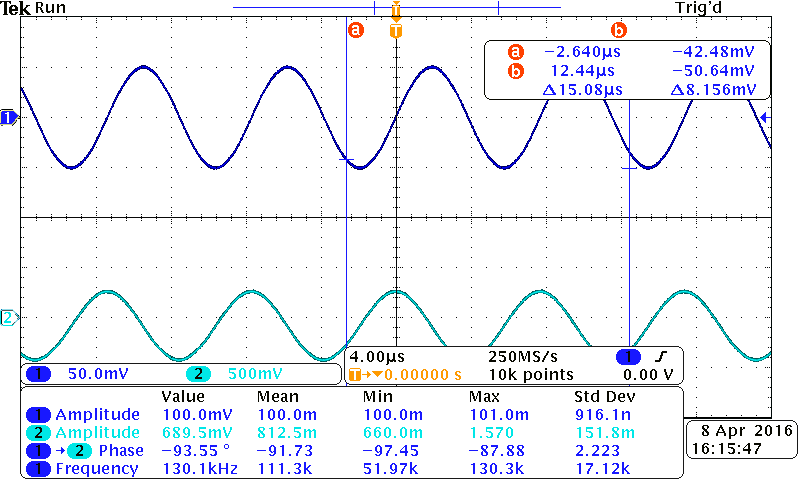 Tek Run Trig'd
T
a b
T
a −2.640µs −42.48mV
b 12.44µs −50.64mV
Δ15.08µs Δ8.156mV
1
2
4.00µs 250MS/s 1
T→▼0.00000 s 10k points 0.00 V
1 50.0mV 2 500mV
Value Mean Min Max Std Dev
1 Amplitude 100.0mV 100.0m 100.0m 101.0m 916.1n
2 Amplitude 689.5mV 812.5m 660.0m 1.570 151.8m
1 → 2 Phase −93.55 ° −91.73 −97.45 −87.88 2.223
1 Frequency 130.1kHz 111.3k 51.97k 130.3k 17.12k
8 Apr 2016
16:15:47